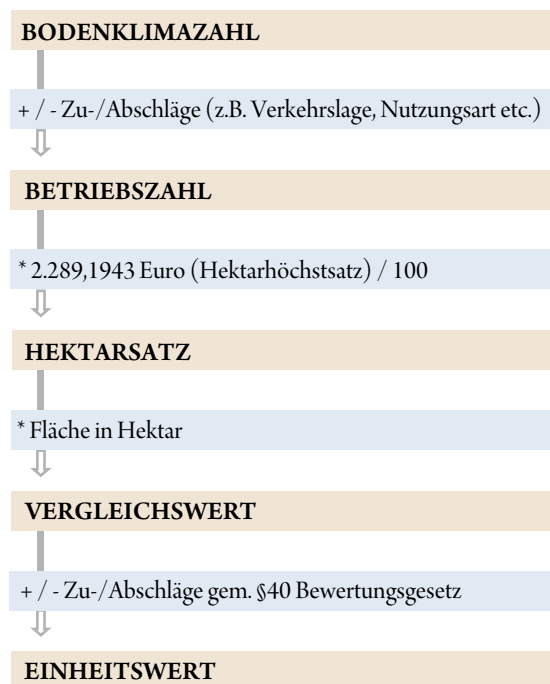 BODENKLIMAZAHL
+ / - Zu-/Abschläge (z.B. Verkehrslage, Nutzungsart etc.)
BETRIEBSZAHL
* 2.289,1943 Euro (Hektarhöchstsatz) / 100
HEKTARSATZ
* Fläche in Hektar
VERGLEICHSWERT
+ / - Zu-/Abschläge gem. §40 Bewertungsgesetz
EINHEITSWERT